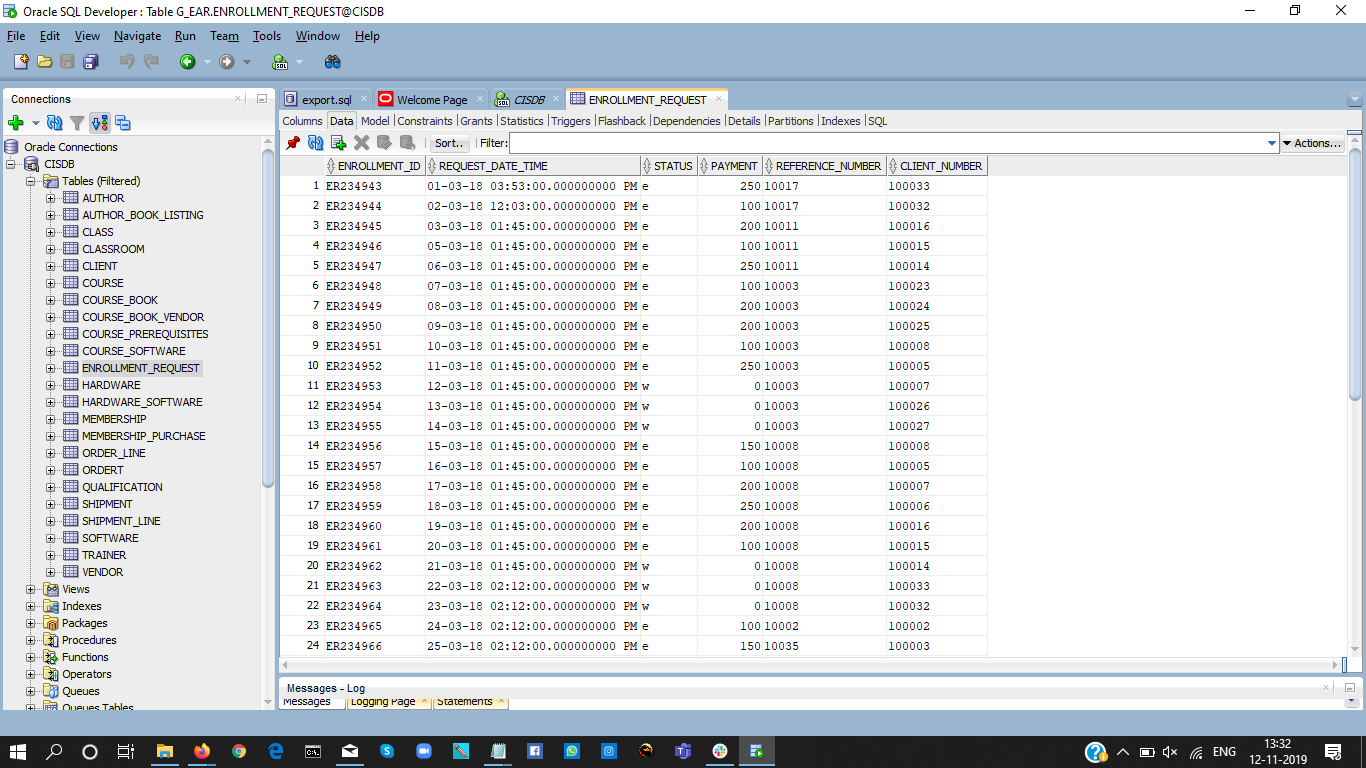 Oracle SQL Developer : Table G_EAR.ENROLLMENT_REQUEST@CISDB
File Edit View Navigate Run Team Tools Window Help
Connections
Oracle Connections
CISDB
Tables (Filtered)
AUTHOR
AUTHOR_BOOK_LISTING
CLASS
CLASSROOM
CLIENT
COURSE
COURSE_BOOK
COURSE_BOOK_VENDOR
COURSE_PREREQUISITES
COURSE_SOFTWARE
ENROLLMENT_REQUEST
HARDWARE
HARDWARE_SOFTWARE
MEMBERSHIP
MEMBERSHIP_PURCHASE
ORDER_LINE
ORDERT
QUALIFICATION
SHIPMENT
SHIPMENT_LINE
SOFTWARE
TRAINER
VENDOR
Views
Indexes
Packages
Procedures
Functions
Operators
Queues
Queues Tables
export.sql Welcome Page CISDB ENROLLMENT_REQUEST
Columns Data Model Constraints Grants Statistics Triggers Flashback Dependencies Details Partitions Indexes SQL
Sort.. Filter: Actions...
ENROLLMENT_ID REQUEST_DATE_TIME STATUS PAYMENT REFERENCE_NUMBER CLIENT_NUMBER
1 ER234943 01-03-18 03:53:00.000000000 PM e 250 10017 100033
2 ER234944 02-03-18 12:03:00.000000000 PM e 100 10017 100032
3 ER234945 03-03-18 01:45:00.000000000 PM e 200 10011 100016
4 ER234946 05-03-18 01:45:00.000000000 PM e 100 10011 100015
5 ER234947 06-03-18 01:45:00.000000000 PM e 250 10011 100014
6 ER234948 07-03-18 01:45:00.000000000 PM e 100 10003 100023
7 ER234949 08-03-18 01:45:00.000000000 PM e 200 10003 100024
8 ER234950 09-03-18 01:45:00.000000000 PM e 200 10003 100025
9 ER234951 10-03-18 01:45:00.000000000 PM e 100 10003 100008
10 ER234952 11-03-18 01:45:00.000000000 PM e 250 10003 100005
11 ER234953 12-03-18 01:45:00.000000000 PM w 0 10003 100007
12 ER234954 13-03-18 01:45:00.000000000 PM w 0 10003 100026
13 ER234955 14-03-18 01:45:00.000000000 PM w 0 10003 100027
14 ER234956 15-03-18 01:45:00.000000000 PM e 150 10008 100008
15 ER234957 16-03-18 01:45:00.000000000 PM e 100 10008 100005
16 ER234958 17-03-18 01:45:00.000000000 PM e 200 10008 100007
17 ER234959 18-03-18 01:45:00.000000000 PM e 250 10008 100006
18 ER234960 19-03-18 01:45:00.000000000 PM e 200 10008 100016
19 ER234961 20-03-18 01:45:00.000000000 PM e 100 10008 100015
20 ER234962 21-03-18 01:45:00.000000000 PM w 0 10008 100014
21 ER234963 22-03-18 02:12:00.000000000 PM w 0 10008 100033
22 ER234964 23-03-18 02:12:00.000000000 PM w 0 10008 100032
23 ER234965 24-03-18 02:12:00.000000000 PM e 100 10002 100002
24 ER234966 25-03-18 02:12:00.000000000 PM e 150 10035 100003
Messages - Log
Messages Logging Page Statements
ENG 13:32
12-11-2019